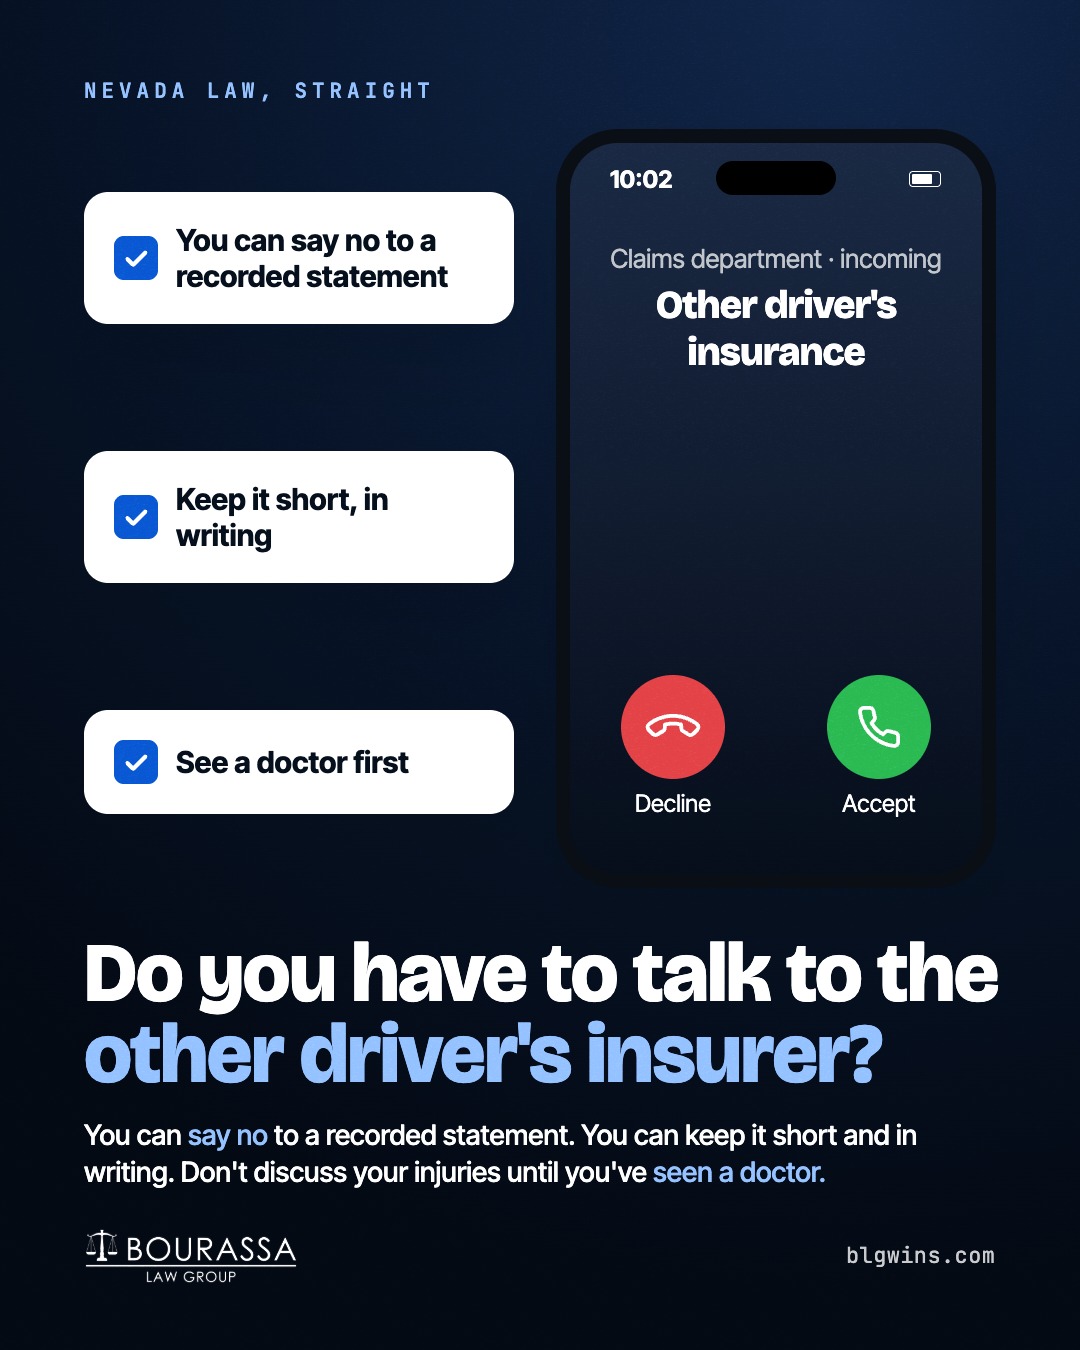 NEVADA LAW, STRAIGHT
You can say no to a
recorded statement
Keep it short, in
writing
See a doctor first
10:02
Claims department · incoming
Other driver's
insurance
Decline
Accept
Do you have to talk to the
other driver's insurer?
You can say no to a recorded statement. You can keep it short and in
writing. Don't discuss your injuries until you've seen a doctor.
BOURASSA
LAW GROUP
blgwins.com